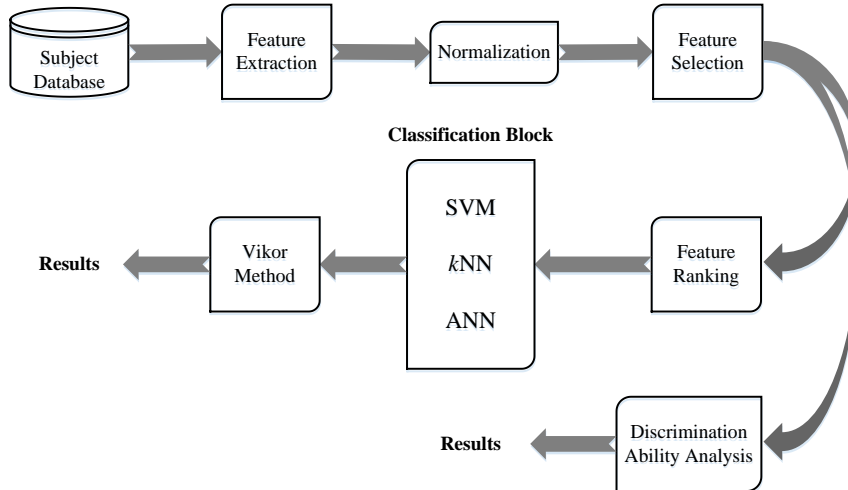 Subject
Database
Feature
Extraction
Normalization
Feature
Selection
Classification Block
SVM
kNN
ANN
Results
Vikor
Method
Feature
Ranking
Results
Discrimination
Ability Analysis